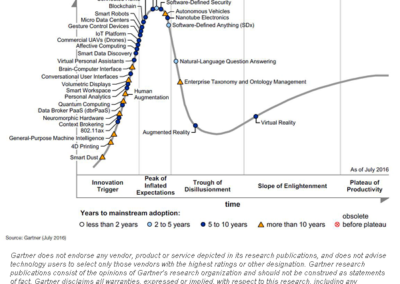 Software-Defined Security
Blockchain
Autonomous Vehicles
Smart Robots
Nanotube Electronics
Micro Data Centers
Software-Defined Anything (SDx)
Gesture Control Devices
IoT Platform
Commercial UAVs (Drones)
Affective Computing
Smart Data Discovery
Virtual Personal Assistants
Natural-Language Question Answering
Brain-Computer Interface
Conversational User Interfaces
Volumetric Displays
Enterprise Taxonomy and Ontology Management
Smart Workspace
Personal Analytics
Human
Augmentation
Quantum Computing
Data Broker PaaS (dbrPaaS)
Neuromorphic Hardware
Context Brokering
Virtual Reality
802.11ax
Augmented Reality
General-Purpose Machine Intelligence
4D Printing
Smart Dust
As of July 2016
Innovation Trigger
Peak of Inflated Expectations
Trough of Disillusionment
Slope of Enlightenment
Plateau of Productivity
time
Years to mainstream adoption:
less than 2 years
2 to 5 years
5 to 10 years
more than 10 years
obsolete before plateau
Source: Gartner (July 2016)
Gartner does not endorse any vendor, product or service depicted in its research publications, and does not advise
technology users to select only those vendors with the highest ratings or other designation. Gartner research
publications consist of the opinions of Gartner's research organization and should not be construed as statements
of fact. Gartner disclaims all warranties, expressed or implied, with respect to this research, including any